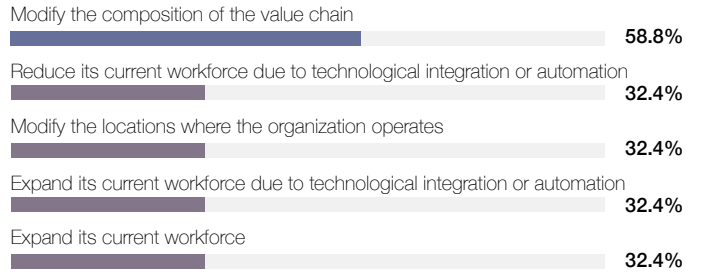 Modify the composition of the value chain
58.8%
Reduce its current workforce due to technological integration or automation
32.4%
Modify the locations where the organization operates
32.4%
Expand its current workforce due to technological integration or automation
32.4%
Expand its current workforce
32.4%